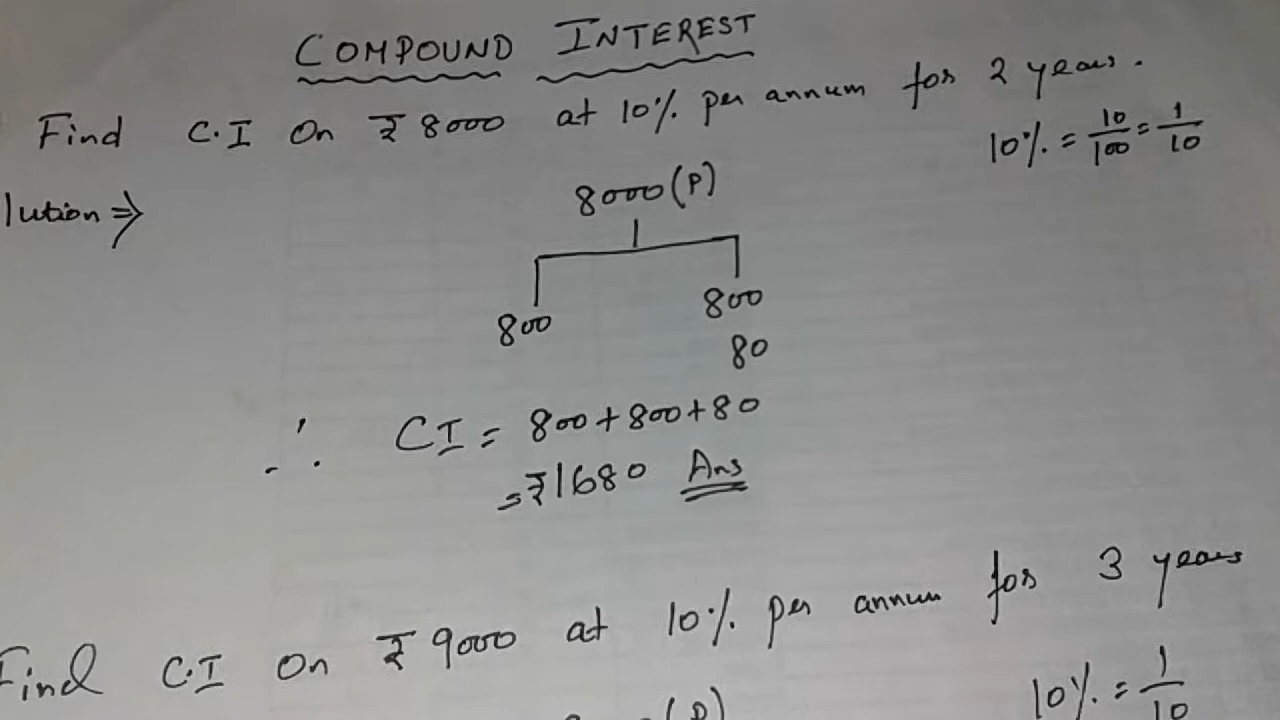 COMPOUND INTEREST
Find C.I On ₹ 8000 at 10% per annum for 2 years.
10% = 10/100 = 1/10
lution ⇒
8000 (P)
800 800
80
∴ CI = 800 + 800 + 80
= ₹1680 Ans
Find C.I On ₹ 9000 at 10% per annum for 3 years
10% = 1/10
(P)